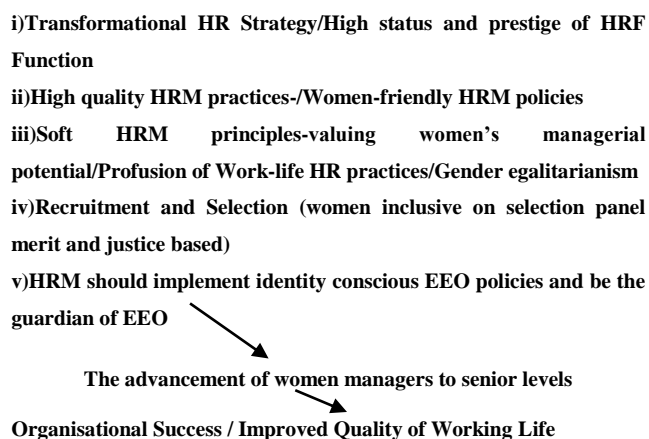 i)Transformational HR Strategy/High status and prestige of HRF
Function
ii)High quality HRM practices-/Women-friendly HRM policies
iii)Soft HRM principles-valuing women's managerial
potential/Profusion of Work-life HR practices/Gender egalitarianism
iv)Recruitment and Selection (women inclusive on selection panel
merit and justice based)
v)HRM should implement identity conscious EEO policies and be the
guardian of EEO
The advancement of women managers to senior levels
Organisational Success / Improved Quality of Working Life